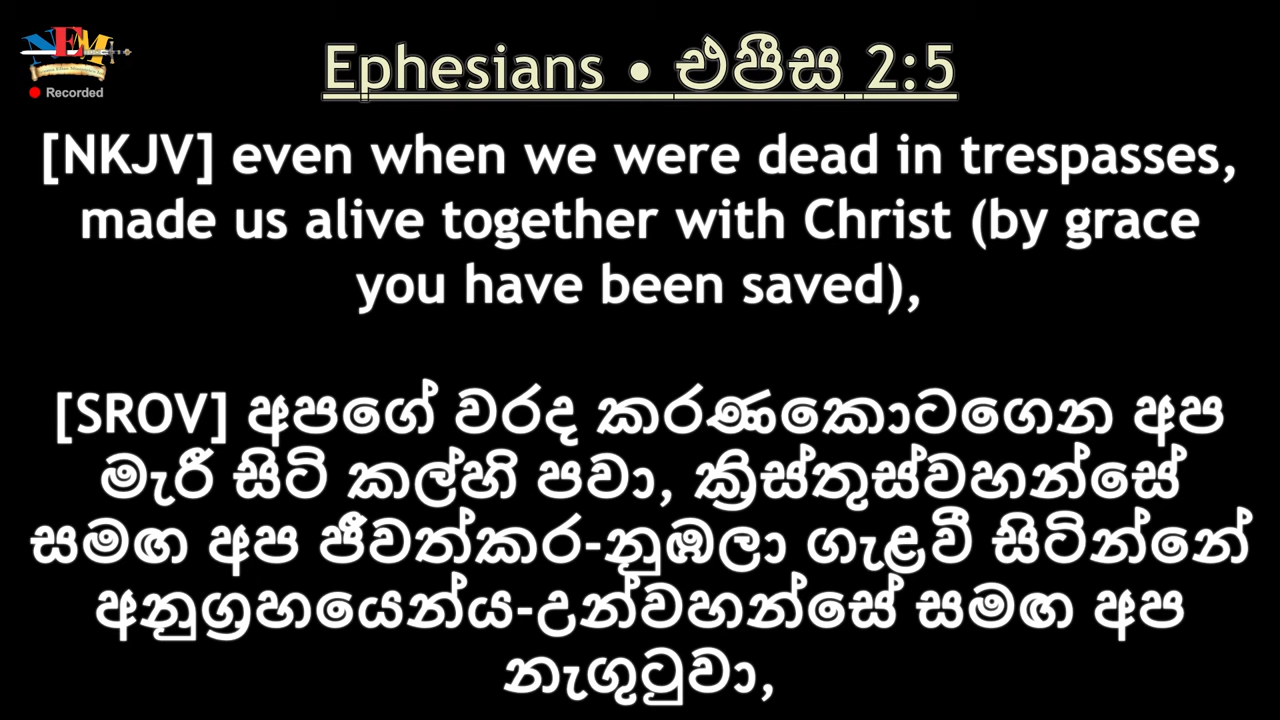 NEM
Recorded
Ephesians • එපීස 2:5
[NKJV] even when we were dead in trespasses,
made us alive together with Christ (by grace
you have been saved),
[SROV] අපගේ වරද කරණකොටගෙන අප
මැරී සිටි කල්හි පවා, ක්‍රිස්තුස්වහන්සේ
සමඟ අප ජීවත්කර-නුඹලා ගැළවී සිටින්නේ
අනුග්‍රහයෙන්ය-උන්වහන්සේ සමඟ අප
නැගුටුවා,